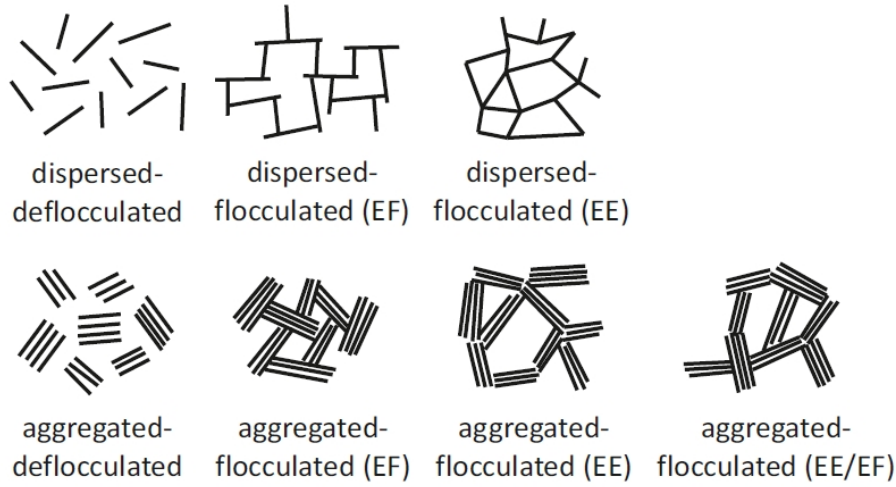 dispersed-
deflocculated
dispersed-
flocculated (EF)
dispersed-
flocculated (EE)
aggregated-
deflocculated
aggregated-
flocculated (EF)
aggregated-
flocculated (EE)
aggregated-
flocculated (EE/EF)